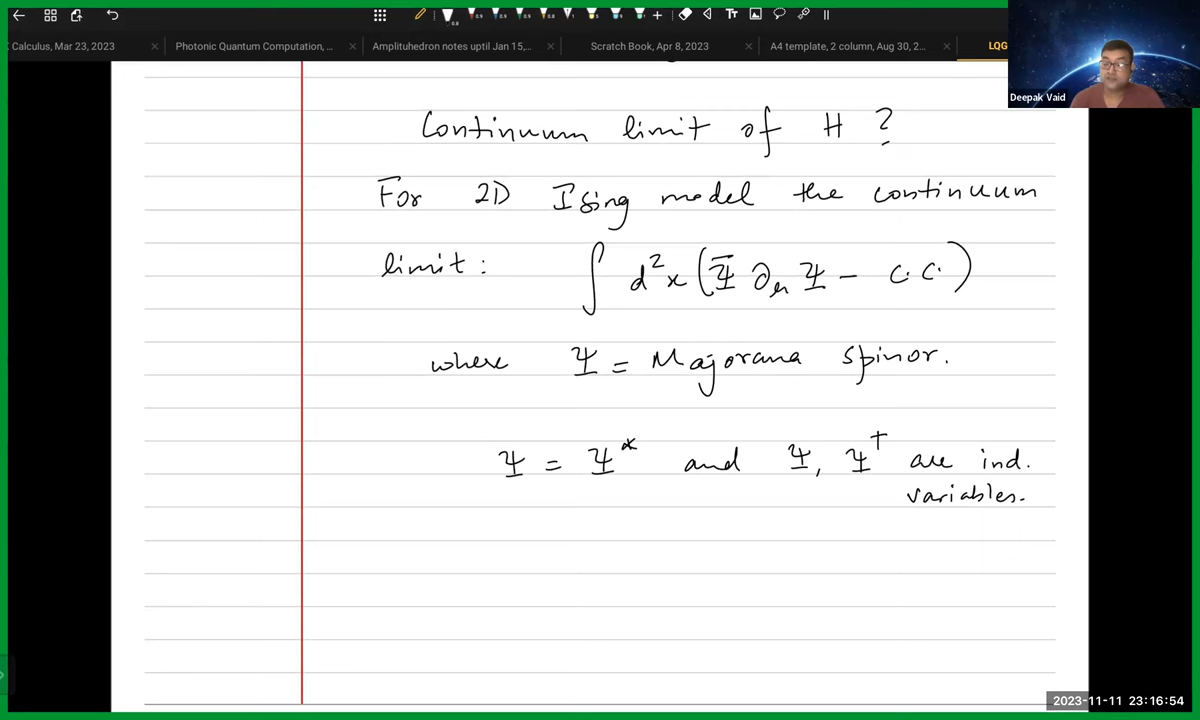 Calculus, Mar 23, 2023
Photonic Quantum Computation, ...
Amplituhedron notes uptil Jan 15,...
Scratch Book, Apr 8, 2023
A4 template, 2 column, Aug 30, 2...
LQG
Deepak Vaid
Continuum limit of H ?
For 2D Ising model the continuum
limit : ∫ d²x (Ψ̄ ∂μ Ψ − c.c.)
where Ψ = Majorana spinor.
Ψ = Ψ* and Ψ, Ψ† are ind.
variables.
2023-11-11 23:16:54